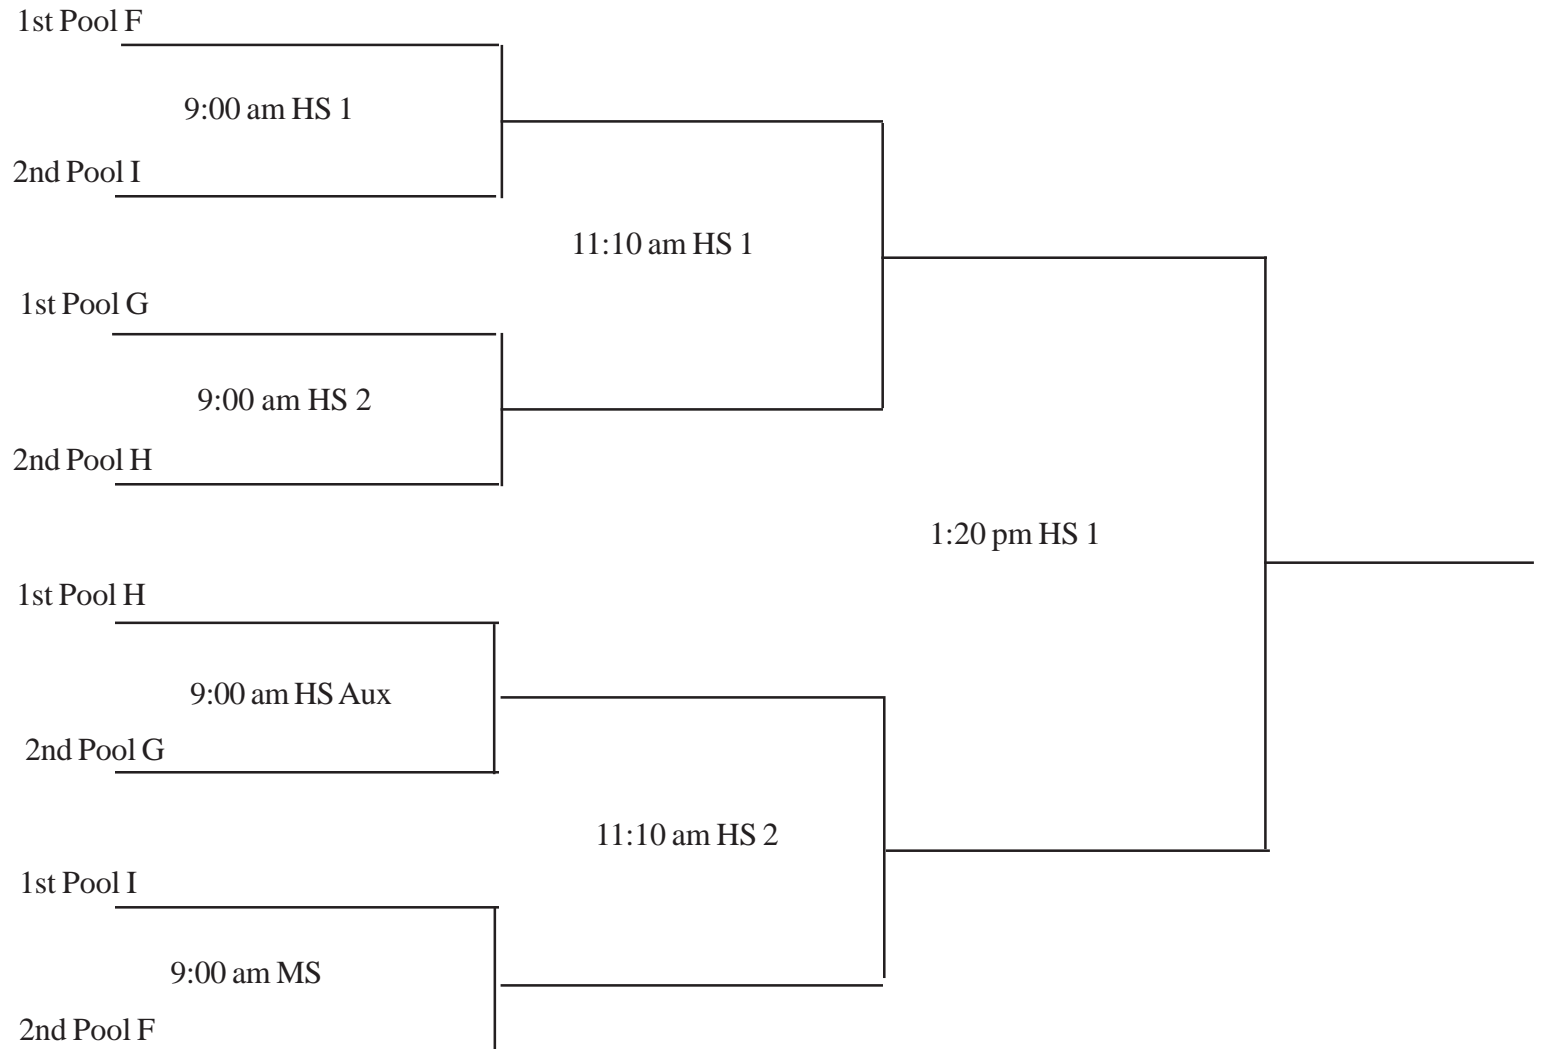 1st Pool F
9:00 am HS 1
2nd Pool I
11:10 am HS 1
1st Pool G
9:00 am HS 2
2nd Pool H
1:20 pm HS 1
1st Pool H
9:00 am HS Aux
2nd Pool G
11:10 am HS 2
1st Pool I
9:00 am MS
2nd Pool F